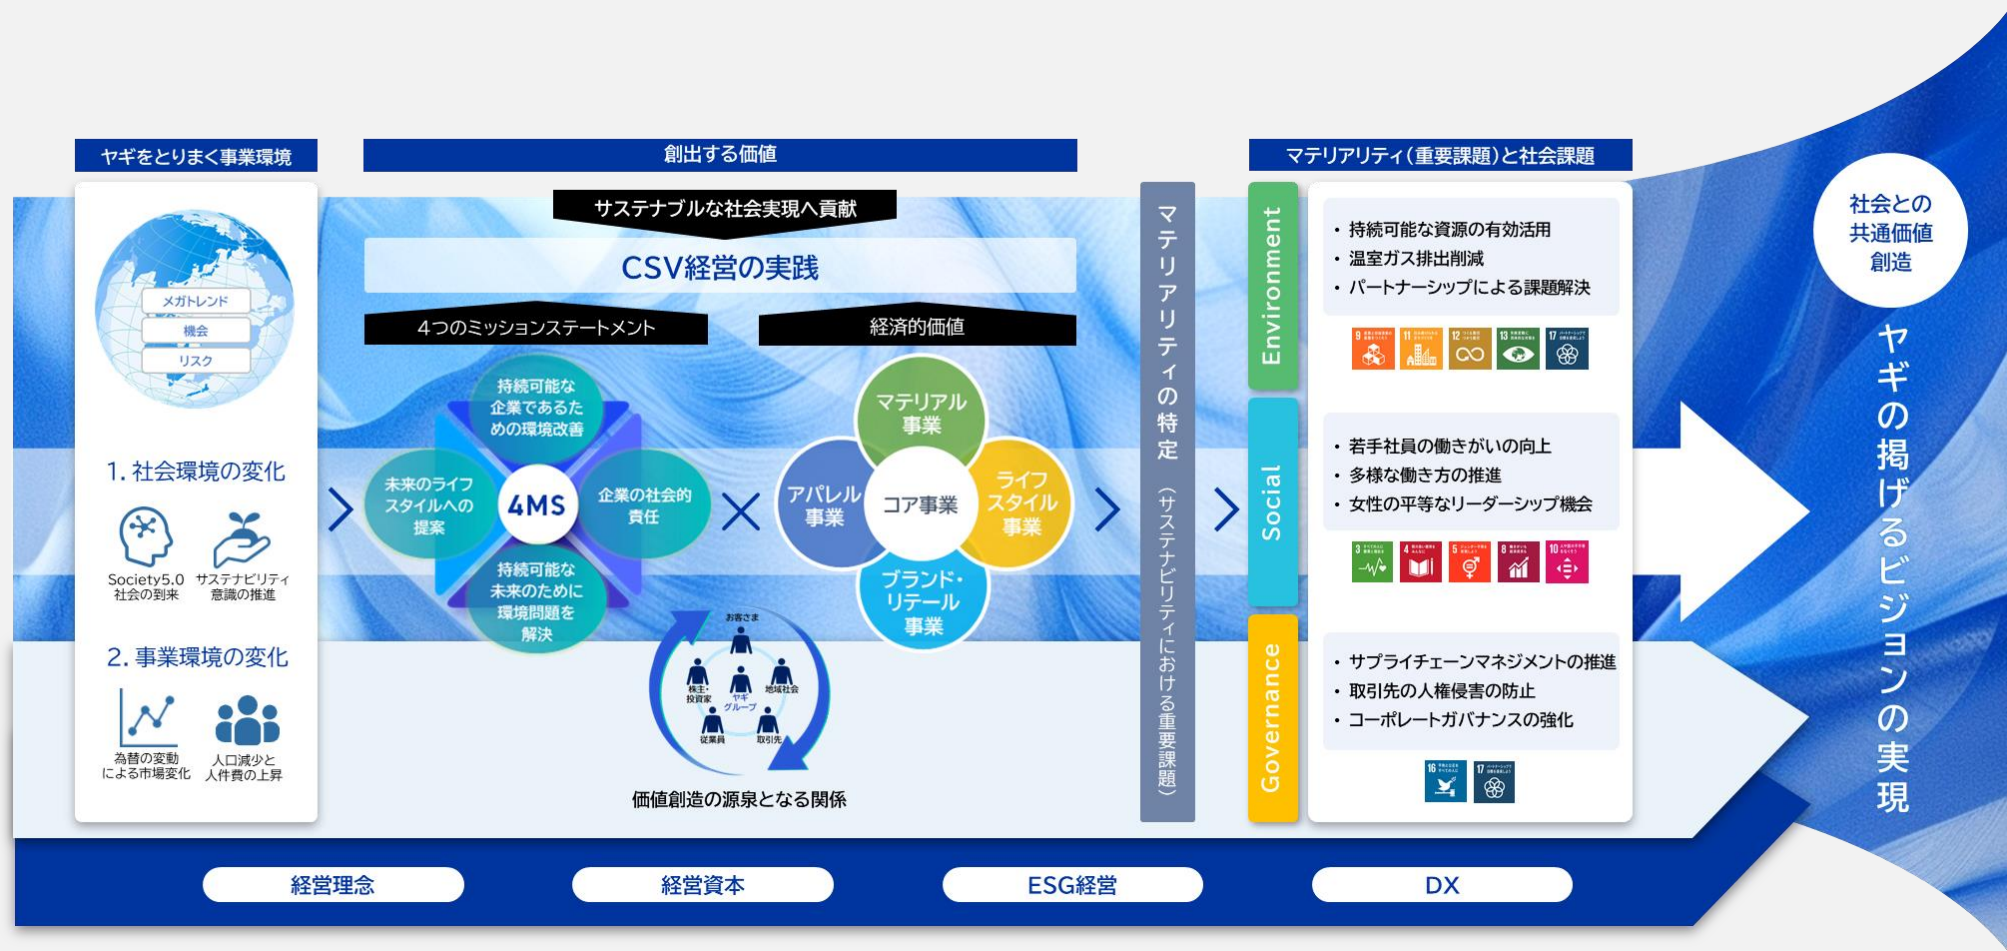 ヤギをとりまく事業環境
メガトレンド
機会
リスク
1. 社会環境の変化
Society5.0
社会の到来
サステナビリティ
意識の推進
2. 事業環境の変化
為替の変動
による市場変化
人口減少と
人件費の上昇
創出する価値
サステナブルな社会実現へ貢献
CSV経営の実践
4つのミッションステートメント
経済的価値
持続可能な
企業であるた
めの環境改善
未来のライフ
スタイルへの
提案
4MS
企業の社会的
責任
持続可能な
未来のために
環境問題を
解決
マテリアル
事業
アパレル
事業
コア事業
ライフ
スタイル
事業
ブランド・
リテール
事業
お客さま
株主・
投資家
ヤギ
グループ
地域社会
従業員
取引先
価値創造の源泉となる関係
マテリアリティの特定（サステナビリティにおける重要課題）
マテリアリティ（重要課題）と社会課題
Environment
・持続可能な資源の有効活用
・温室ガス排出削減
・パートナーシップによる課題解決
9
11
12
13
17
Social
・若手社員の働きがいの向上
・多様な働き方の推進
・女性の平等なリーダーシップ機会
3
4
5
8
10
Governance
・サプライチェーンマネジメントの推進
・取引先の人権侵害の防止
・コーポレートガバナンスの強化
16
17
社会との
共通価値
創造
ヤギの掲げるビジョンの実現
経営理念
経営資本
ESG経営
DX